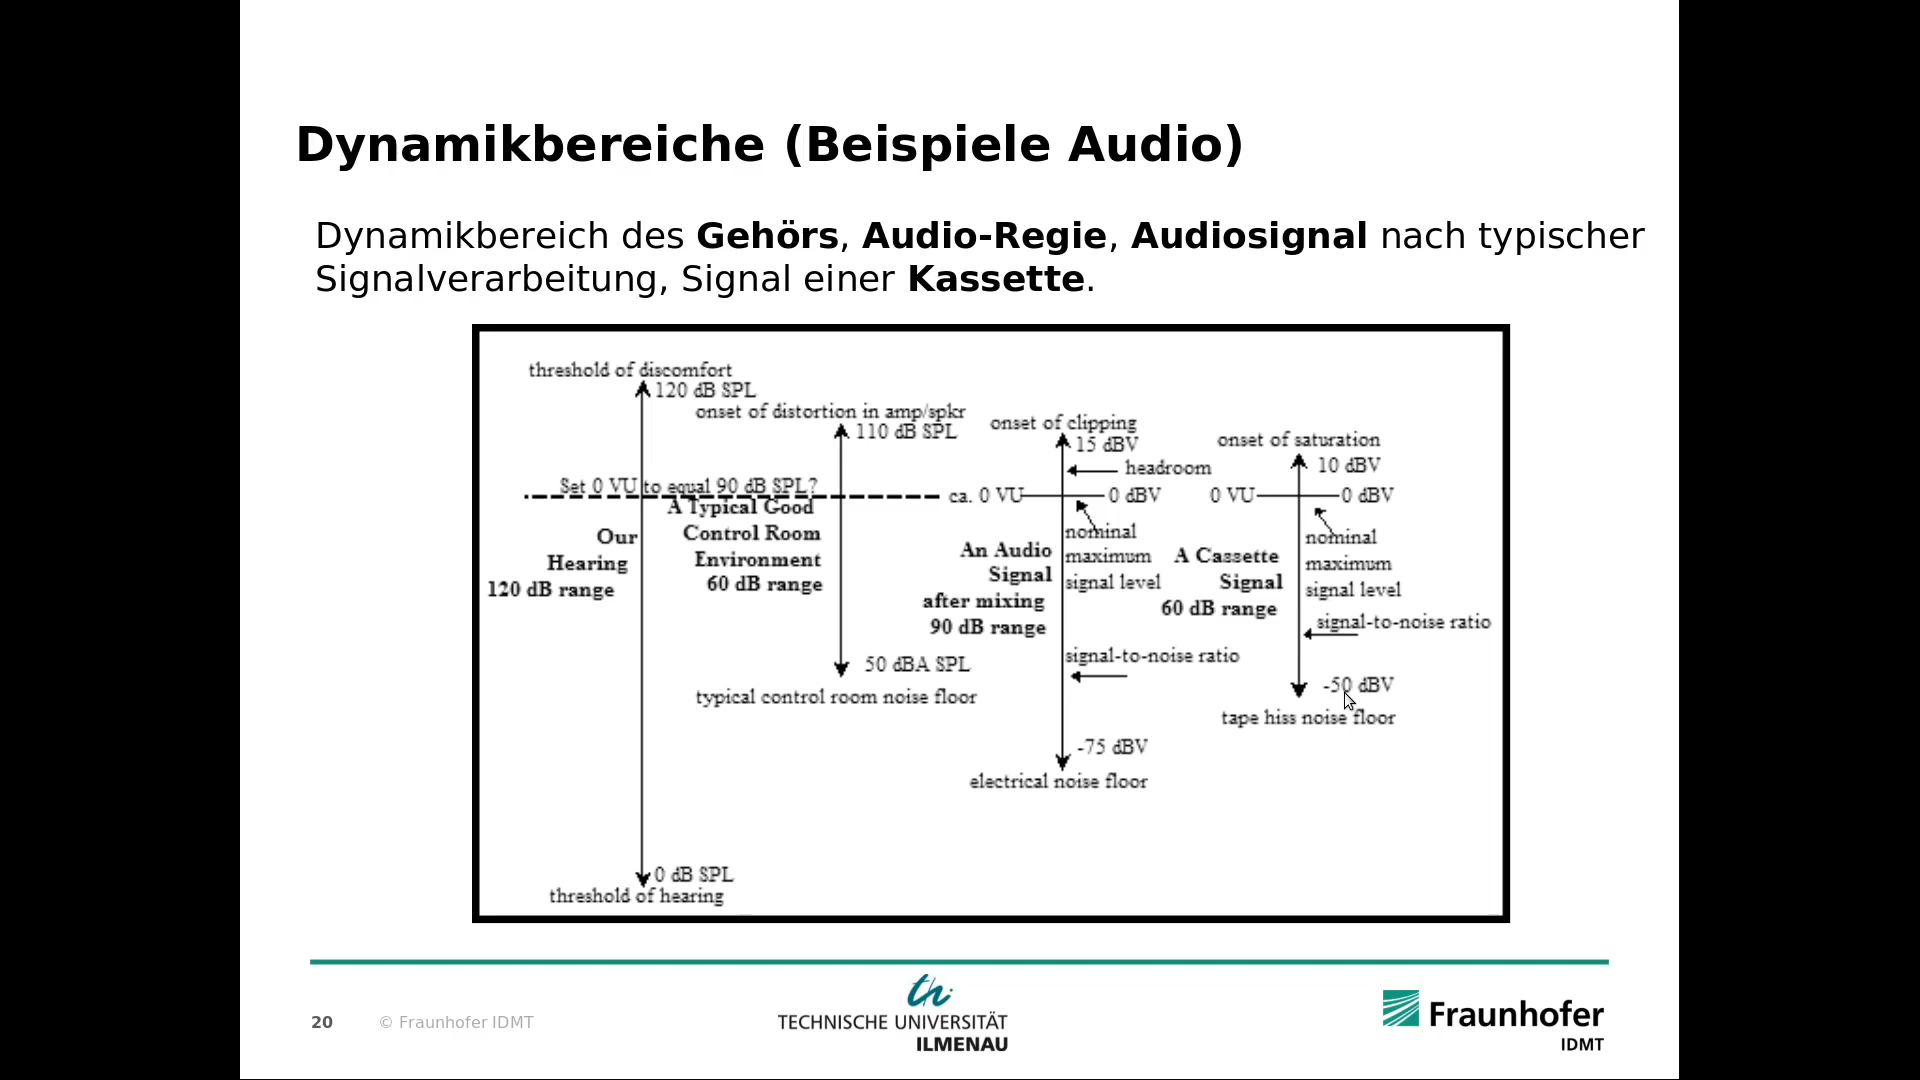 Dynamikbereiche (Beispiele Audio)
Dynamikbereich des Gehörs, Audio-Regie, Audiosignal nach typischer
Signalverarbeitung, Signal einer Kassette.
threshold of discomfort
120 dB SPL
Set 0 VU to equal 90 dB SPL?
Our
Hearing
120 dB range
0 dB SPL
threshold of hearing
onset of distortion in amp/spkr
110 dB SPL
A Typical Good
Control Room
Environment
60 dB range
50 dBA SPL
typical control room noise floor
onset of clipping
15 dBV
headroom
ca. 0 VU
0 dBV
nominal
maximum
signal level
An Audio
Signal
after mixing
90 dB range
signal-to-noise ratio
-75 dBV
electrical noise floor
onset of saturation
10 dBV
0 VU
0 dBV
nominal
maximum
signal level
A Cassette
Signal
60 dB range
signal-to-noise ratio
-50 dBV
tape hiss noise floor
20
© Fraunhofer IDMT
th
TECHNISCHE UNIVERSITÄT
ILMENAU
Fraunhofer
IDMT